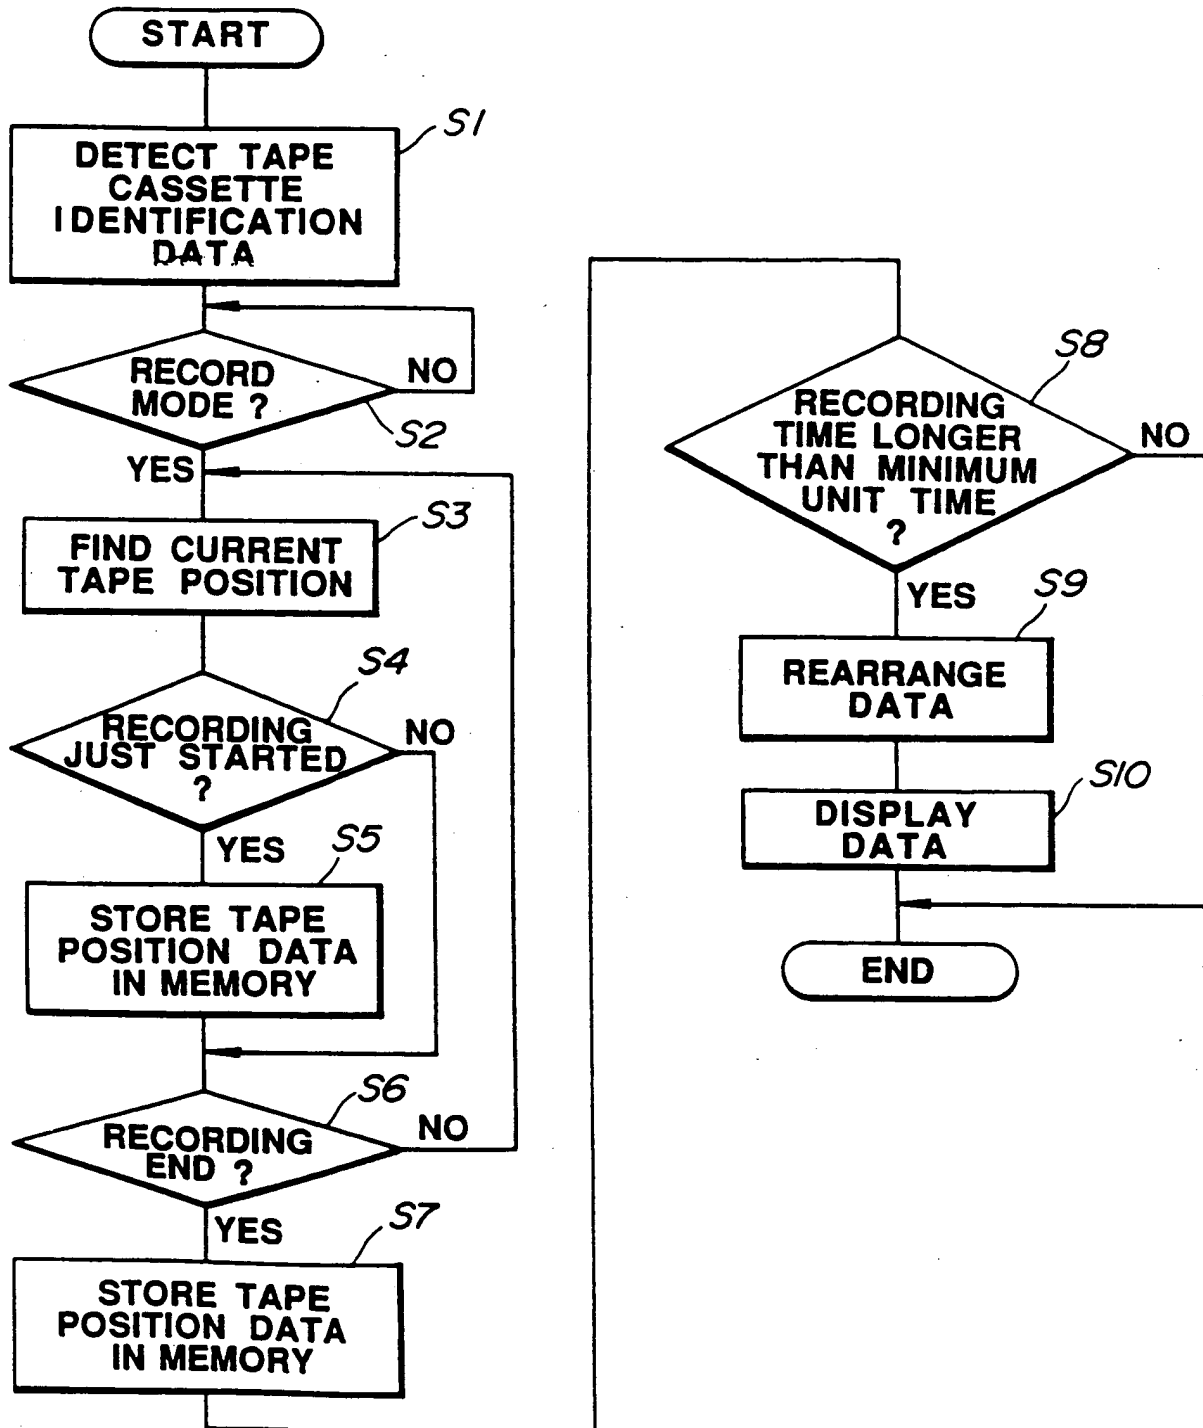 START
S1
DETECT TAPE
CASSETTE
IDENTIFICATION
DATA
RECORD
MODE ?
NO
S2
YES
S3
FIND CURRENT
TAPE POSITION
S4
RECORDING
JUST STARTED
?
NO
YES
S5
STORE TAPE
POSITION DATA
IN MEMORY
S6
RECORDING
END ?
NO
YES
S7
STORE TAPE
POSITION DATA
IN MEMORY
S8
RECORDING
TIME LONGER
THAN MINIMUM
UNIT TIME
?
NO
YES
S9
REARRANGE
DATA
S10
DISPLAY
DATA
END